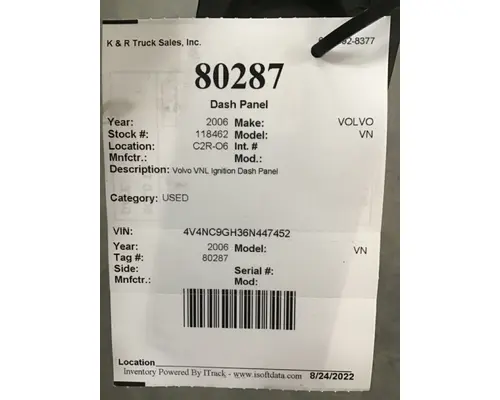 K & R Truck Sales, Inc. 2-8377
80287
Dash Panel
Year: 2006 Make: VOLVO
Stock #: 118462 Model: VN
Location: C2R-O6 Int. #
Mnfctr.: Mod.:
Description: Volvo VNL Ignition Dash Panel
Category: USED
VIN: 4V4NC9GH36N447452
Year: 2006 Model: VN
Tag #: 80287
Side: Serial #:
Mnfctr.: Mod:
Location
Inventory Powered By ITrack - www.isoftdata.com 8/24/2022